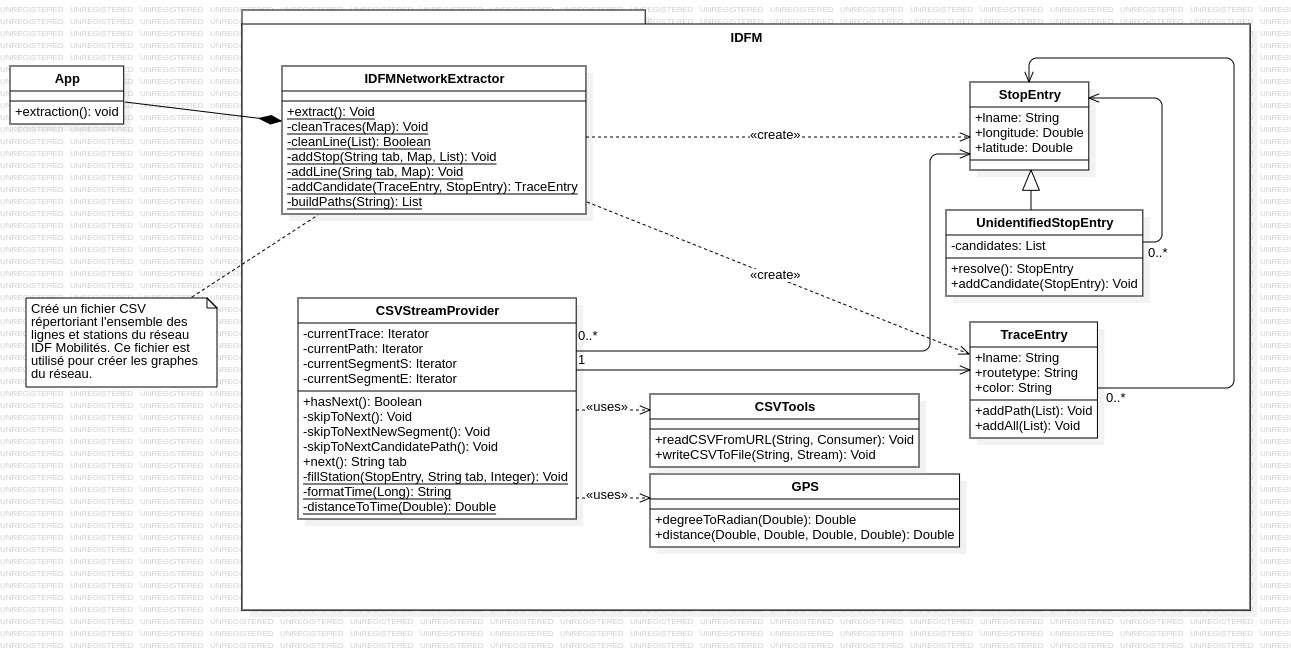 IDFM
App
+extraction(): void
IDFMNetworkExtractor
+extract(): Void
-cleanTraces(Map): Void
-cleanLine(List): Boolean
-addStop(String tab, Map, List): Void
-addLine(Sring tab, Map): Void
-addCandidate(TraceEntry, StopEntry): TraceEntry
-buildPaths(String): List
«create»
«create»
StopEntry
+lname: String
+longitude: Double
+latitude: Double
UnidentifiedStopEntry
-candidates: List
+resolve(): StopEntry
+addCandidate(StopEntry): Void
0..*
Créé un fichier CSV
répertoriant l'ensemble des
lignes et stations du réseau
IDF Mobilités. Ce fichier est
utilisé pour créer les graphes
du réseau.
CSVStreamProvider
-currentTrace: Iterator
-currentPath: Iterator
-currentSegmentS: Iterator
-currentSegmentE: Iterator
+hasNext(): Boolean
-skipToNext(): Void
-skipToNextNewSegment(): Void
-skipToNextCandidatePath(): Void
+next(): String tab
-fillStation(StopEntry, String tab, Integer): Void
-formatTime(Long): String
-distanceToTime(Double): Double
0..*
1
TraceEntry
+lname: String
+routetype: String
+color: String
+addPath(List): Void
+addAll(List): Void
0..*
«uses»
CSVTools
+readCSVFromURL(String, Consumer): Void
+writeCSVToFile(String, Stream): Void
«uses»
GPS
+degreeToRadian(Double): Double
+distance(Double, Double, Double, Double): Double
UNREGISTERED